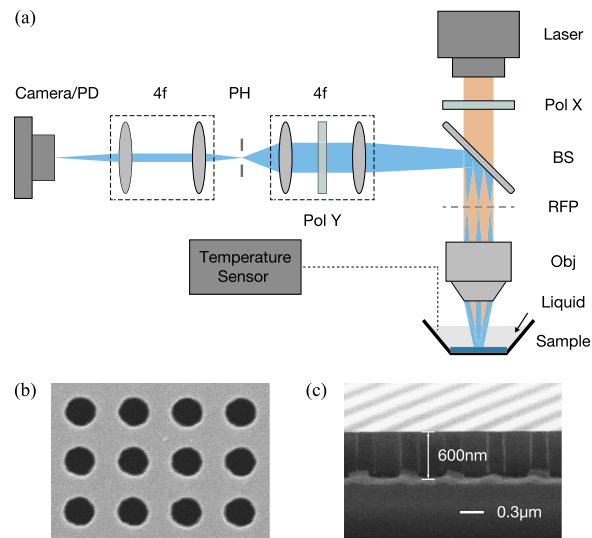 (a)
Laser
Camera/PD 4f PH 4f Pol X
BS
Pol Y RFP
Temperature
Sensor
Obj
Liquid
Sample
(b) (c)
600nm
0.3μm